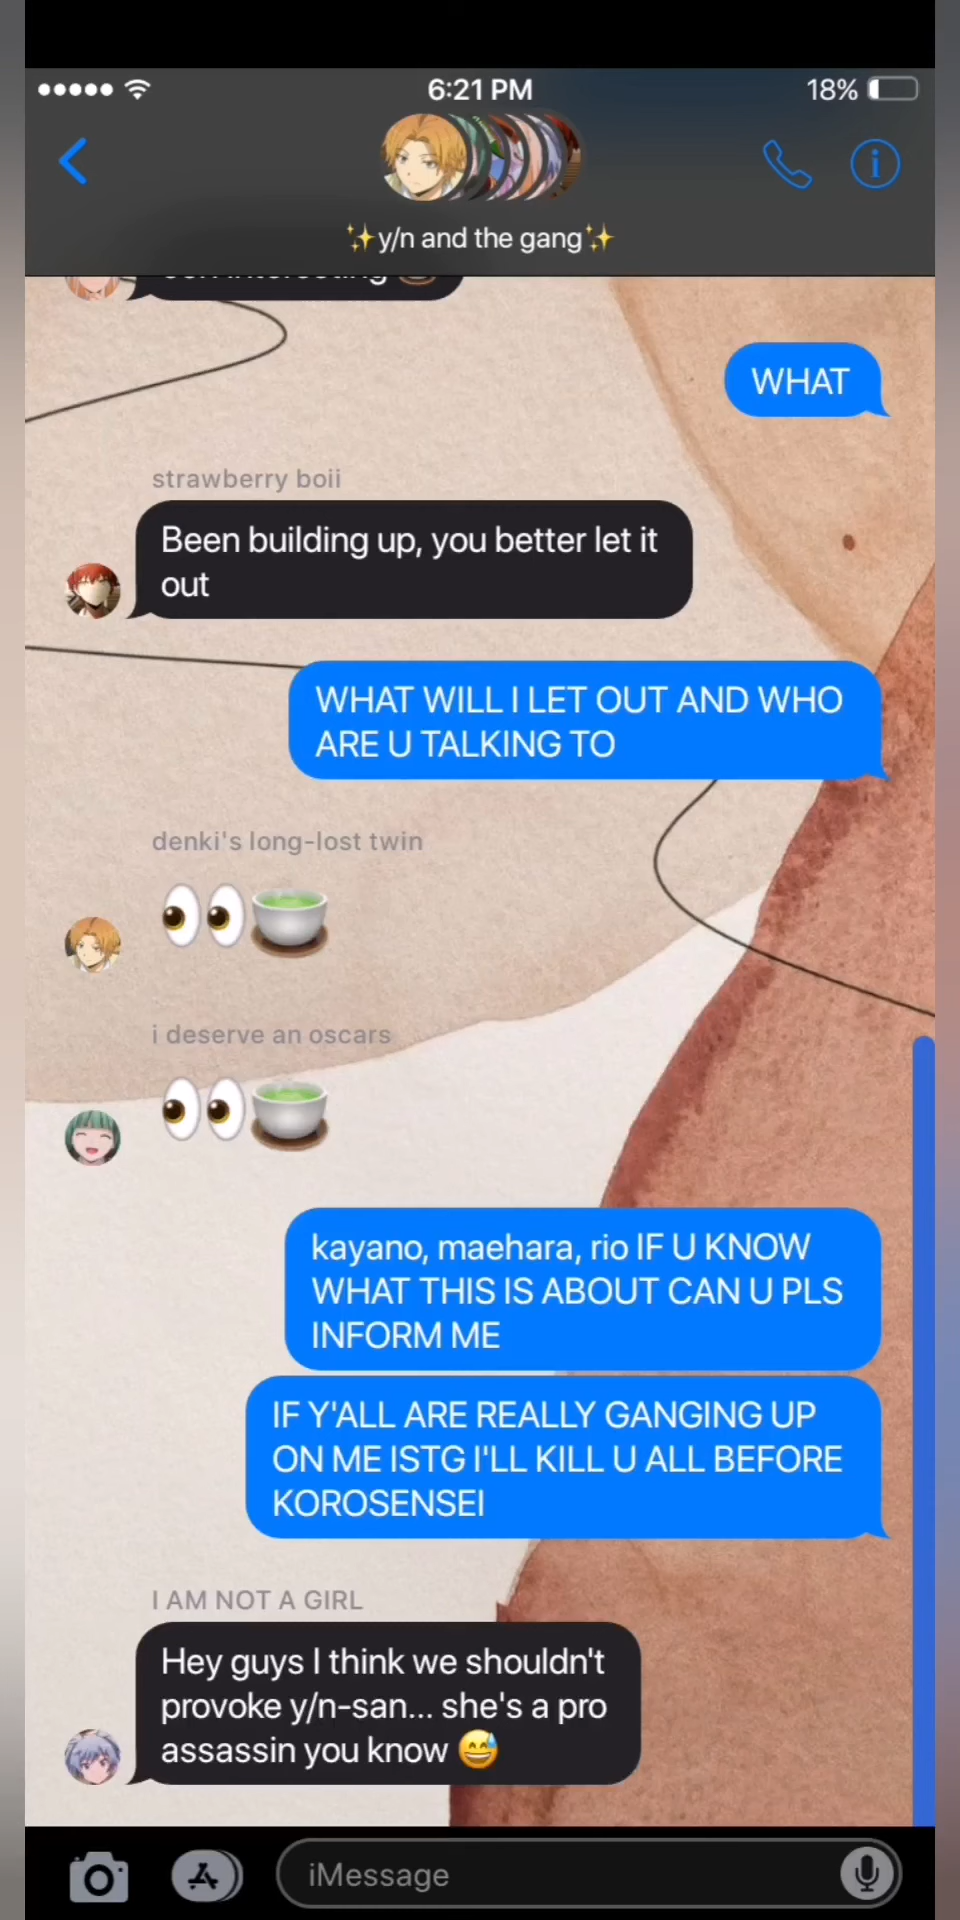 6:21 PM
18%
✨y/n and the gang✨
WHAT
strawberry boii
Been building up, you better let it
out
WHAT WILL I LET OUT AND WHO
ARE U TALKING TO
denki's long-lost twin
👀🍵
i deserve an oscars
👀🍵
kayano, maehara, rio IF U KNOW
WHAT THIS IS ABOUT CAN U PLS
INFORM ME
IF Y'ALL ARE REALLY GANGING UP
ON ME ISTG I'LL KILL U ALL BEFORE
KOROSENSEI
I AM NOT A GIRL
Hey guys I think we shouldn't
provoke y/n-san... she's a pro
assassin you know 😅
iMessage